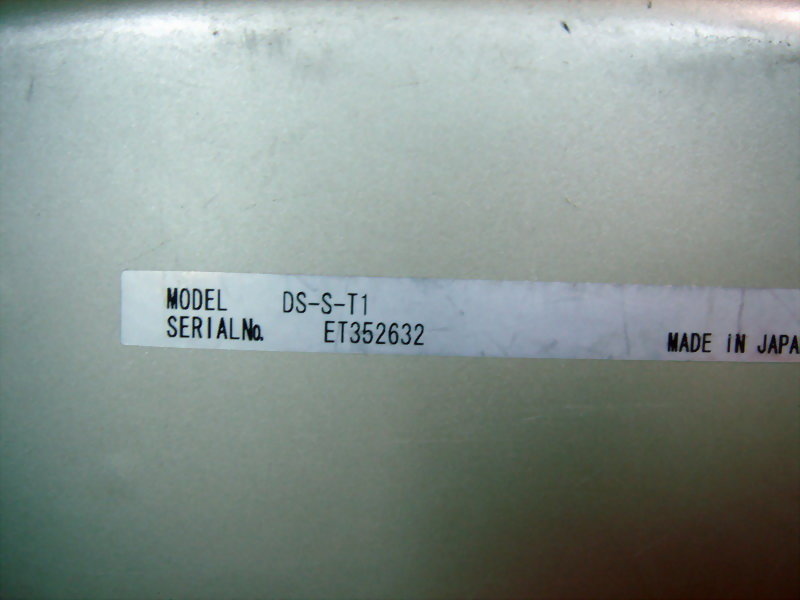 MODEL DS-S-T1
SERIALNo. ET352632
MADE IN JAPA